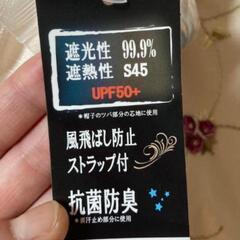 遮光性 99.9%
遮熱性 S45
UPF50+
*帽子のツバ部分の芯地に使用
風飛ばし防止
ストラップ付
抗菌防臭
*面汗止め部分に使用